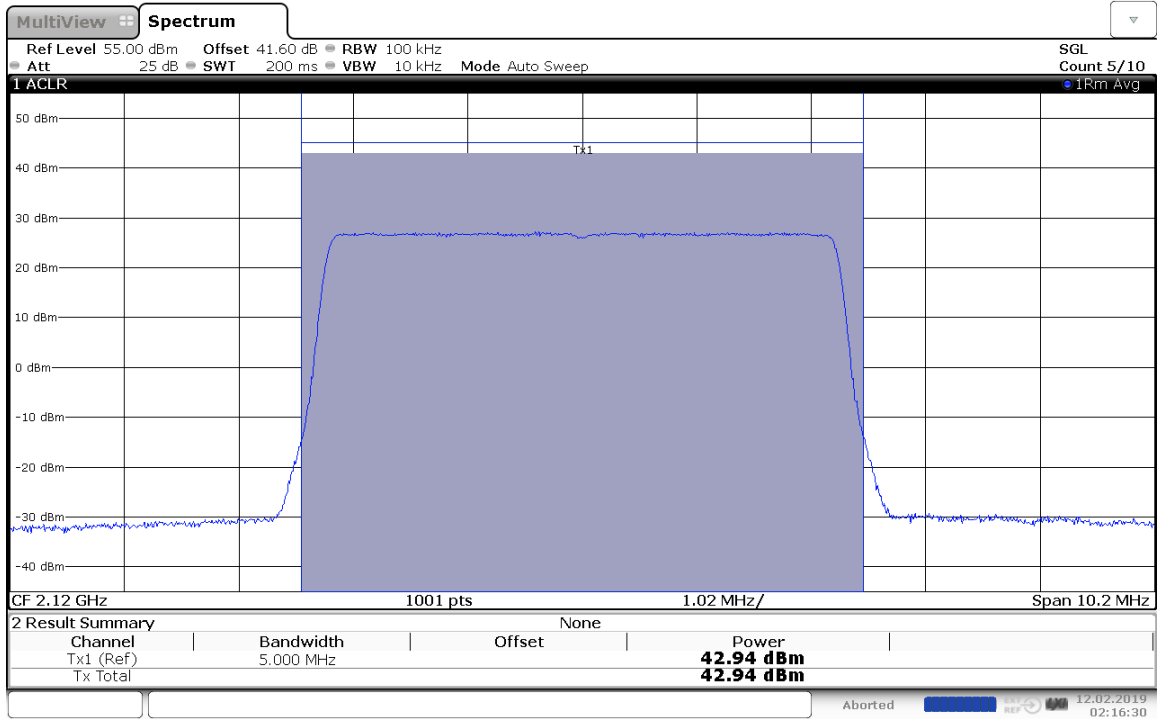 MultiView Spectrum
Ref Level 55.00 dBm Offset 41.60 dB RBW 100 kHz SGL
Att 25 dB SWT 200 ms VBW 10 kHz Mode Auto Sweep Count 5/10
1 ACLR 1Rm Avg
50 dBm
Tx1
40 dBm
30 dBm
20 dBm
10 dBm
0 dBm
-10 dBm
-20 dBm
-30 dBm
-40 dBm
CF 2.12 GHz 1001 pts 1.02 MHz/ Span 10.2 MHz
2 Result Summary None
Channel Bandwidth Offset Power
Tx1 (Ref) 5.000 MHz 42.94 dBm
Tx Total 42.94 dBm
Aborted EXT REF 12.02.2019
02:16:30